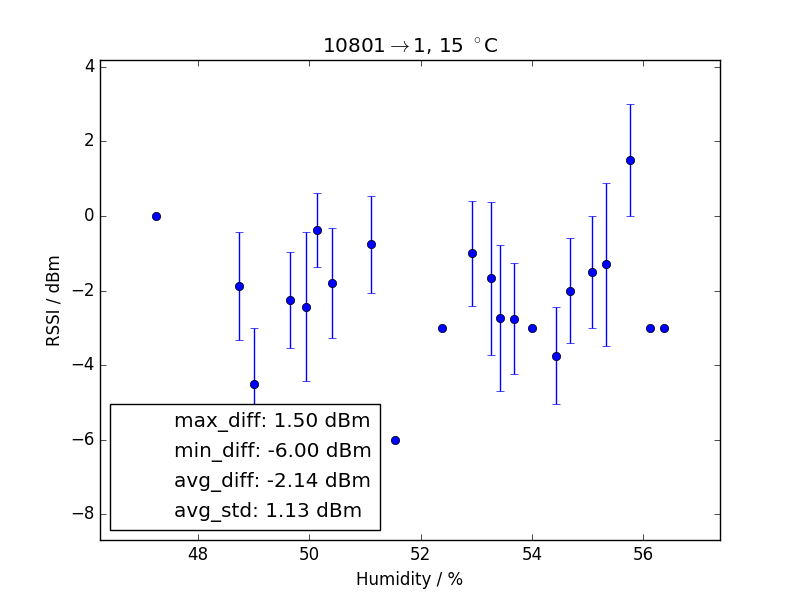 10801→1, 15 °C
4
2
0
−2
−4
−6
−8
RSSI / dBm
max_diff: 1.50 dBm
min_diff: -6.00 dBm
avg_diff: -2.14 dBm
avg_std: 1.13 dBm
48 50 52 54 56
Humidity / %